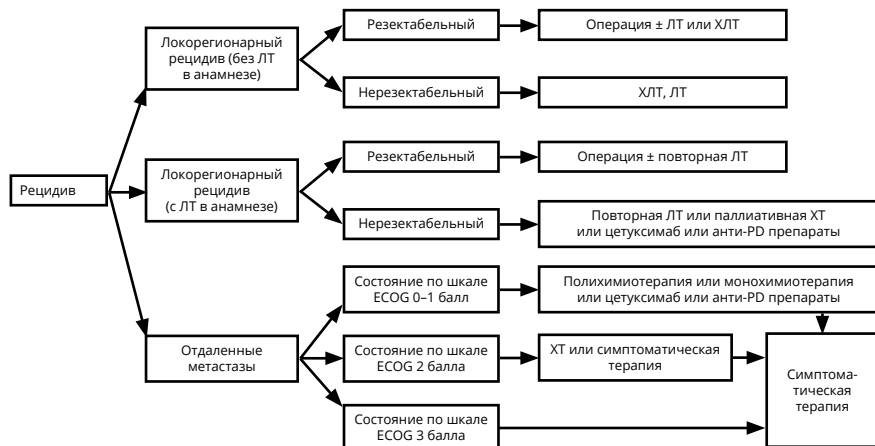 Рецидив
Локорегионарный
рецидив (без ЛТ
в анамнезе)
Резектабельный
Операция ± ЛТ или ХЛТ
Нерезектабельный
ХЛТ, ЛТ
Локорегионарный
рецидив
(с ЛТ в анамнезе)
Резектабельный
Операция ± повторная ЛТ
Нерезектабельный
Повторная ЛТ или паллиативная ХТ
или цетуксимаб или анти-PD препараты
Отдаленные
метастазы
Состояние по шкале
ECOG 0–1 балл
Полихимиотерапия или монохимиотерапия
или цетуксимаб или анти-PD препараты
Состояние по шкале
ECOG 2 балла
ХТ или симптоматическая
терапия
Состояние по шкале
ECOG 3 балла
Симптома-
тическая
терапия